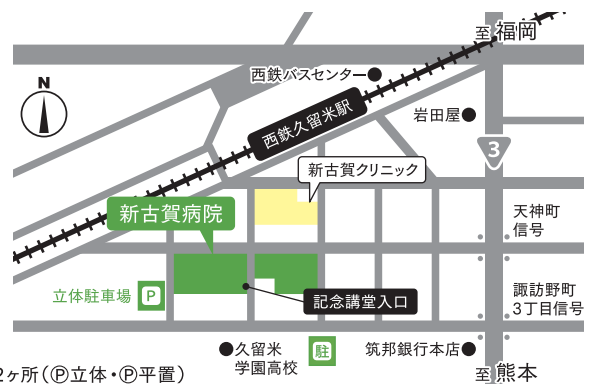 至 福岡
N
西鉄バスセンター
西鉄久留米駅
岩田屋
3
新古賀クリニック
新古賀病院
天神町
信号
立体駐車場 P
記念講堂入口
諏訪野町
3丁目信号
久留米
学園高校
駐
筑邦銀行本店
2ヶ所(Ⓟ立体・Ⓟ平置)
至 熊本